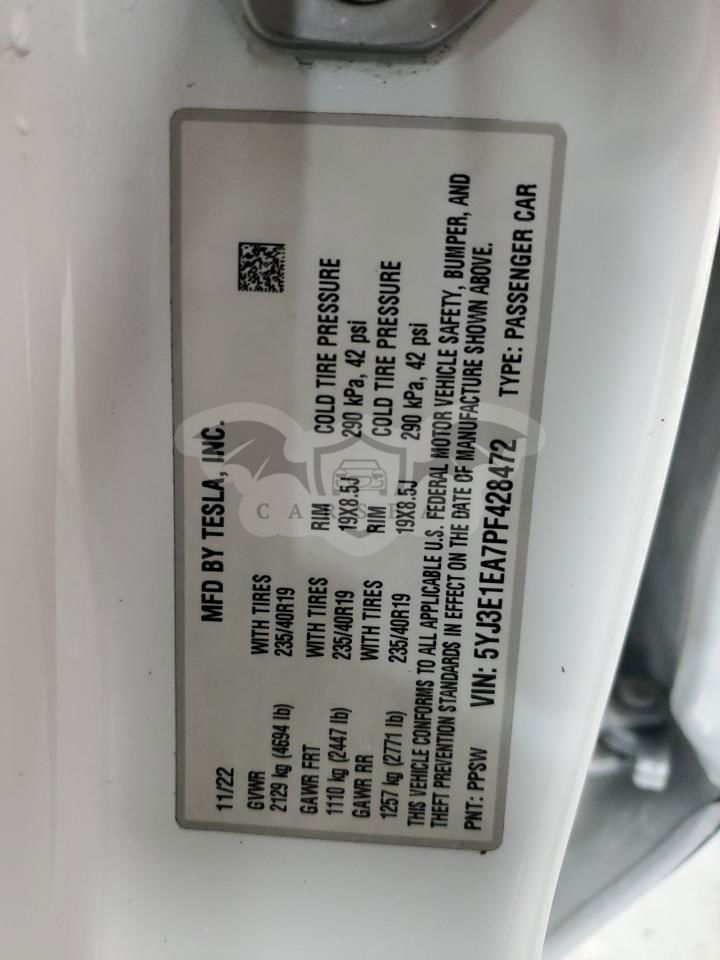 MFD BY TESLA, INC.
11/22
GVWR WITH TIRES
2129 kg (4694 lb) 235/40R19
GAWR FRT WITH TIRES RIM COLD TIRE PRESSURE
1110 kg (2447 lb) 235/40R19 19X8.5J 290 kPa, 42 psi
GAWR RR WITH TIRES RIM COLD TIRE PRESSURE
1257 kg (2771 lb) 235/40R19 19X8.5J 290 kPa, 42 psi
THIS VEHICLE CONFORMS TO ALL APPLICABLE U.S. FEDERAL MOTOR VEHICLE SAFETY, BUMPER, AND
THEFT PREVENTION STANDARDS IN EFFECT ON THE DATE OF MANUFACTURE SHOWN ABOVE.
PNT: PPSW VIN: 5YJ3E1EA7PF428472 TYPE: PASSENGER CAR